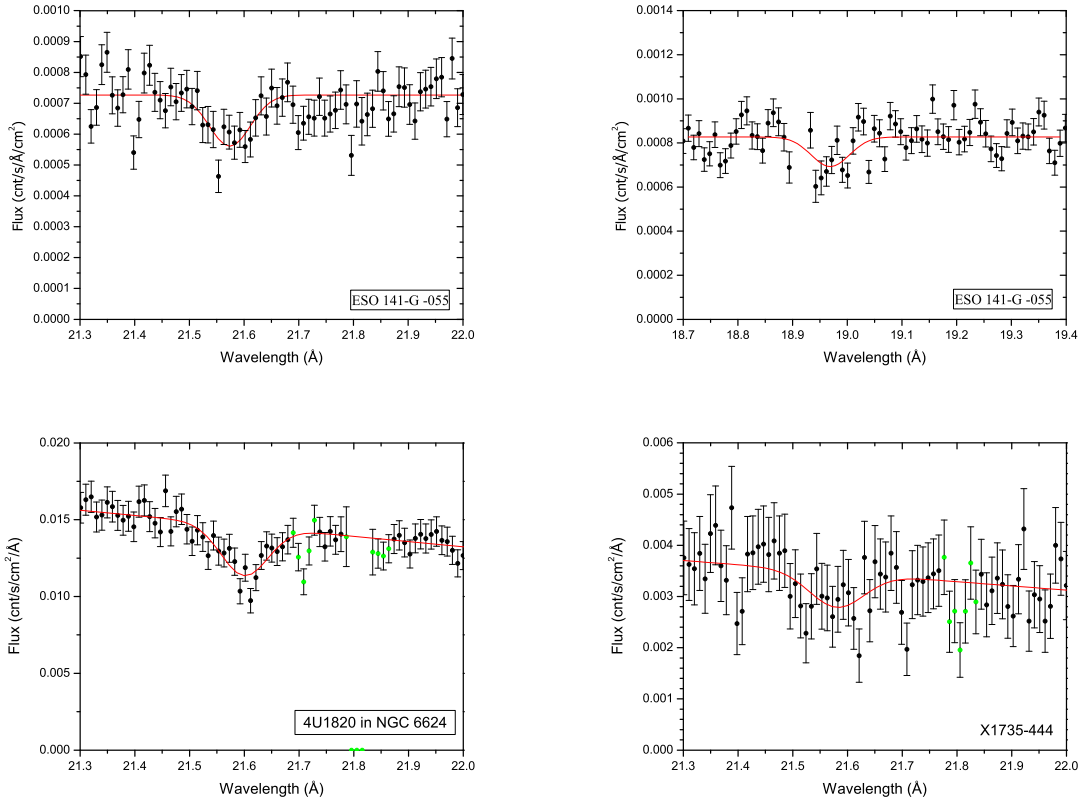 0.0010
0.0009
0.0008
0.0007
0.0006
0.0005
0.0004
0.0003
0.0002
0.0001
0.0000
Flux (cnt/s/Å/cm²)
21.3 21.4 21.5 21.6 21.7 21.8 21.9 22.0
Wavelength (Å)
ESO 141-G -055
0.0014
0.0012
0.0010
0.0008
0.0006
0.0004
0.0002
0.0000
Flux (cnt/s/Å/cm²)
18.7 18.8 18.9 19.0 19.1 19.2 19.3 19.4
Wavelength (Å)
ESO 141-G -055
0.020
0.015
0.010
0.005
0.000
Flux (cnt/s/cm²/Å)
21.3 21.4 21.5 21.6 21.7 21.8 21.9 22.0
Wavelength (Å)
4U1820 in NGC 6624
0.006
0.005
0.004
0.003
0.002
0.001
0.000
Flux (cnt/s/cm²/Å)
21.3 21.4 21.5 21.6 21.7 21.8 21.9 22.0
Wavelength (Å)
X1735-444